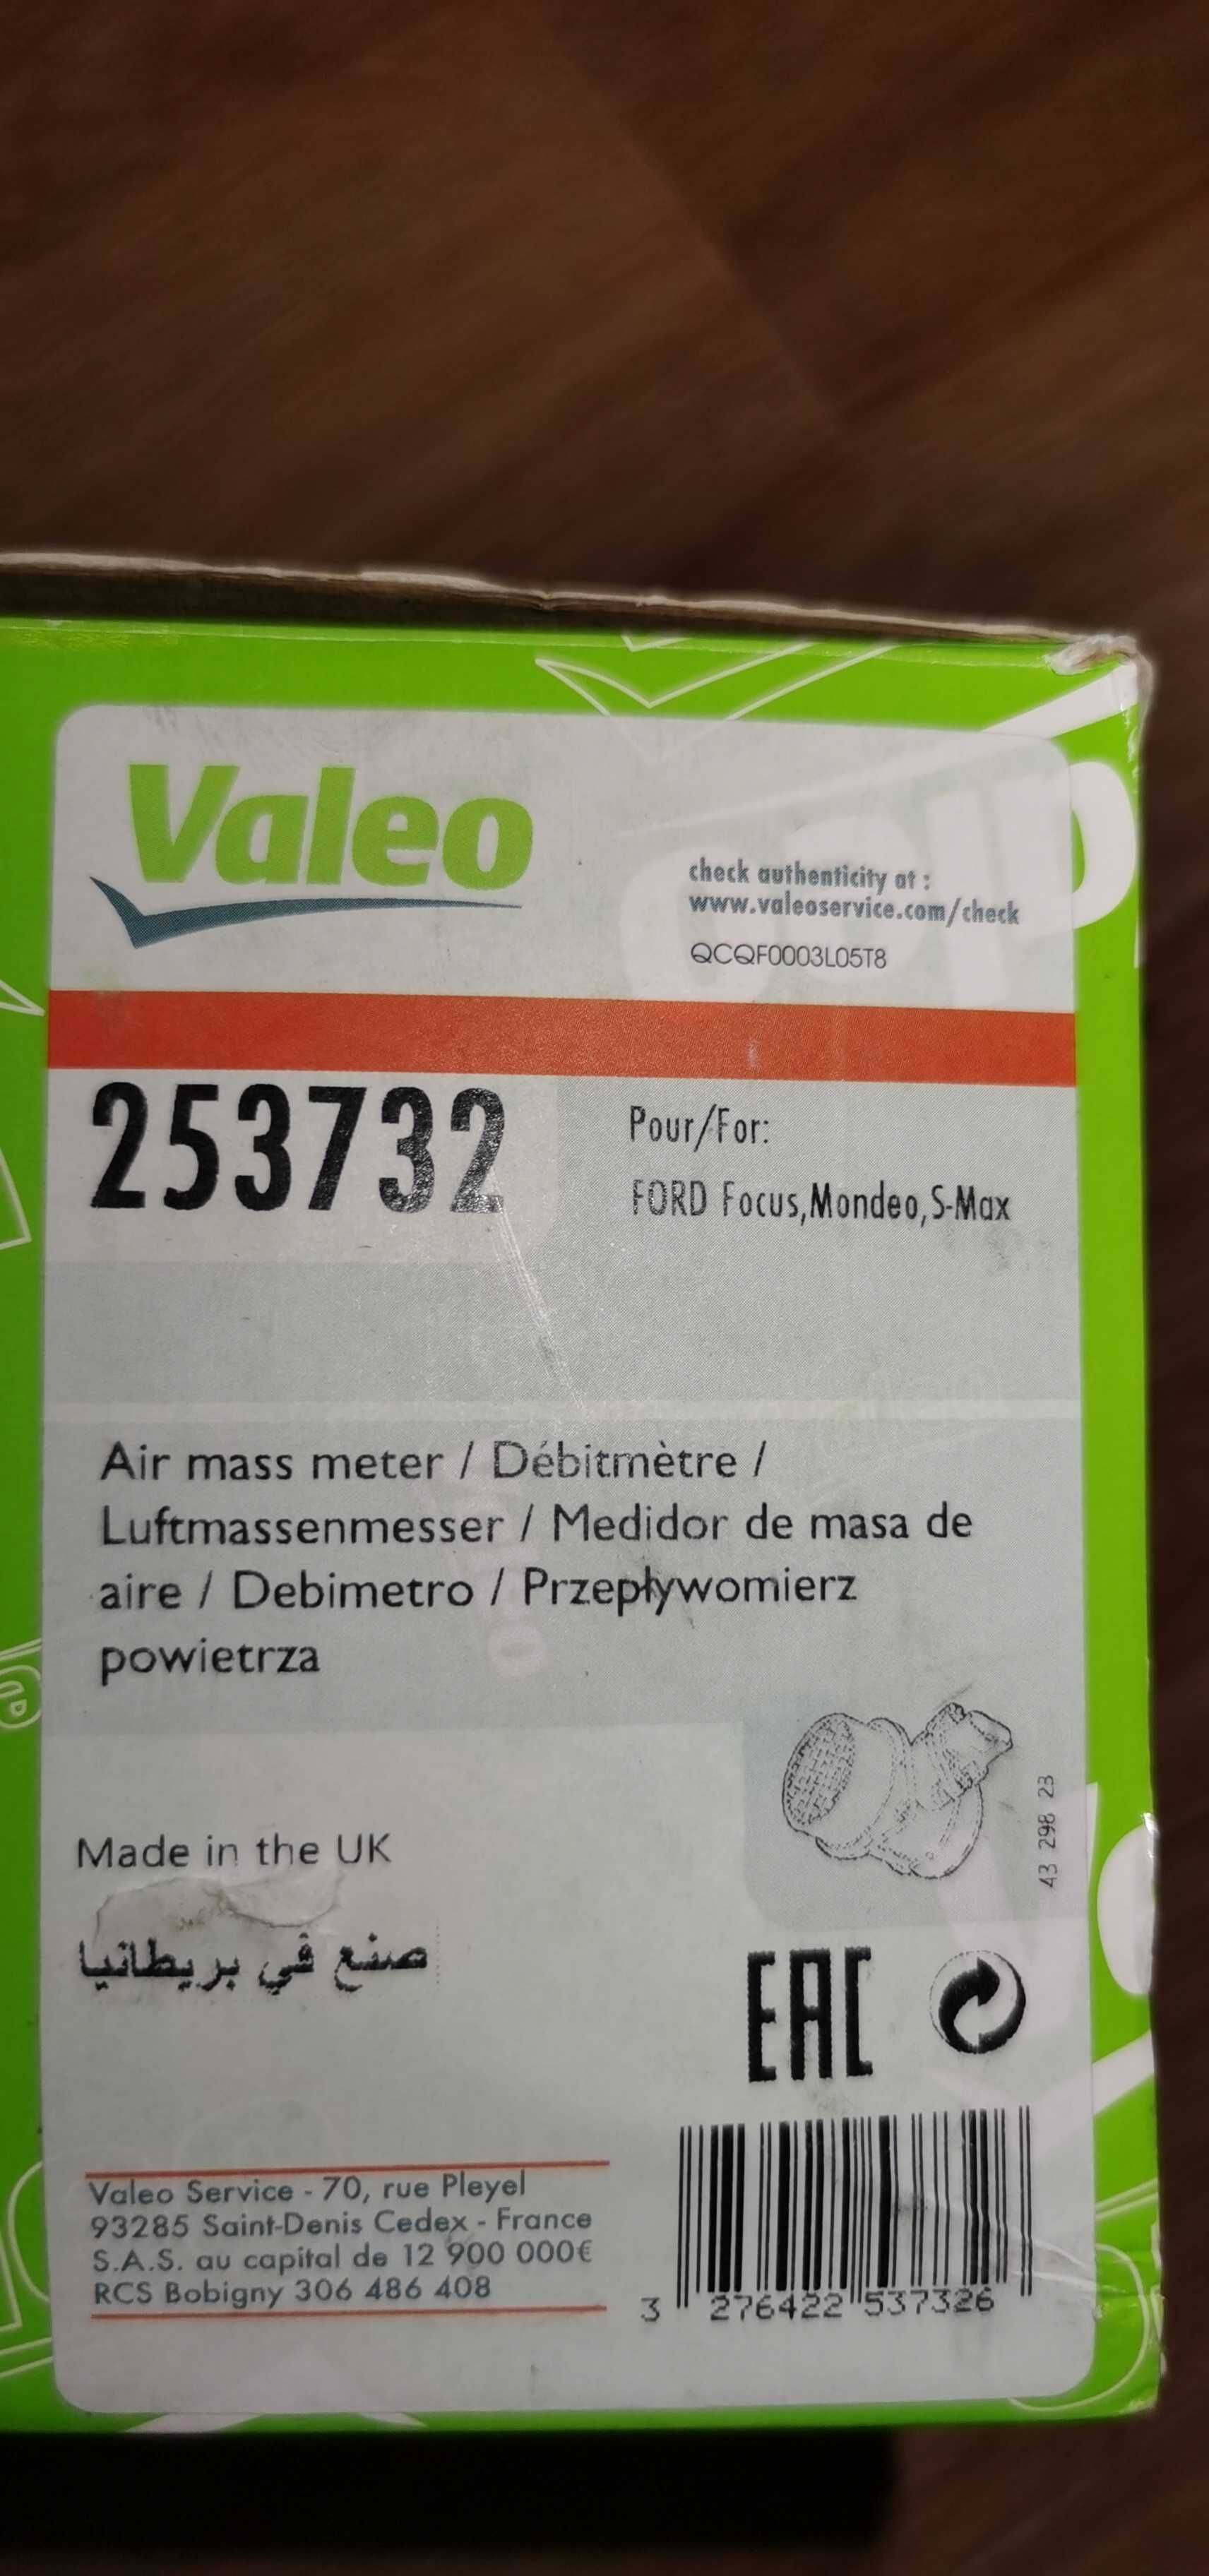 Valeo
check authenticity at :
www.valeoservice.com/check
QCQF0003L05T8
253732
Pour/For:
FORD Focus,Mondeo,S-Max
Air mass meter / Débitmètre /
Luftmassenmesser / Medidor de masa de
aire / Debimetro / Przepływomierz
powietrza
43 298 23
Made in the UK
صنع في بريطانيا
EAC
Valeo Service - 70, rue Pleyel
93285 Saint-Denis Cedex - France
S.A.S. au capital de 12 900 000€
RCS Bobigny 306 486 408
3 276422 537326